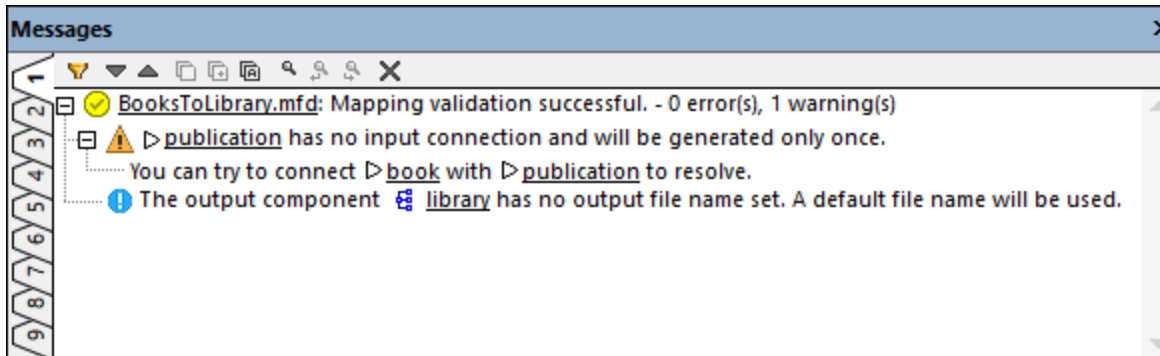 Messages
BooksToLibrary.mfd: Mapping validation successful. - 0 error(s), 1 warning(s)
publication has no input connection and will be generated only once.
You can try to connect book with publication to resolve.
The output component library has no output file name set. A default file name will be used.
1
2
3
4
5
6
7
8
9